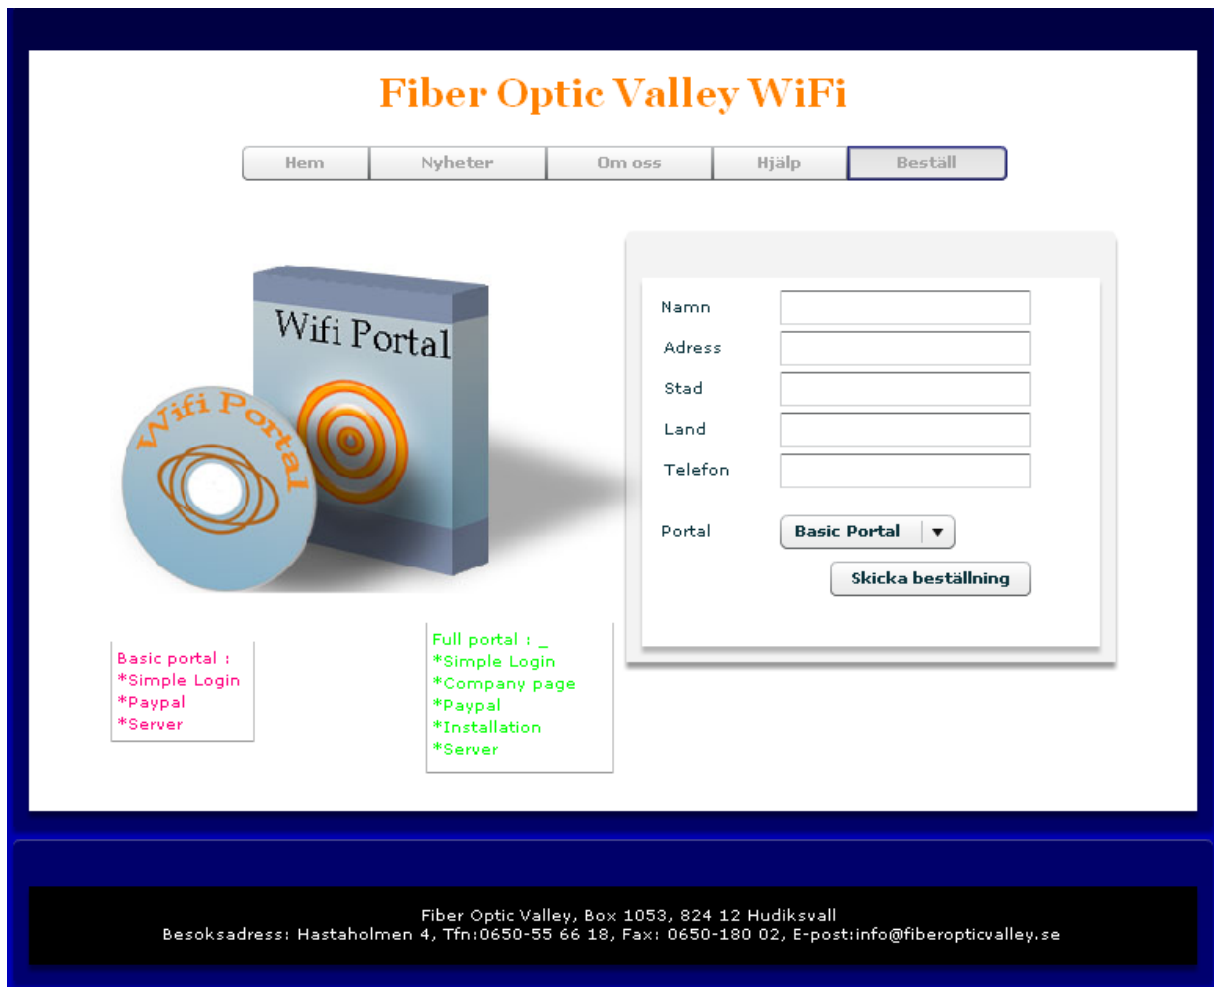 Fiber Optic Valley WiFi
Hem Nyheter Om oss Hjälp Beställ
Wifi Portal
Wifi Portal
Namn
Adress
Stad
Land
Telefon
Portal Basic Portal
Skicka beställning
Basic portal :
*Simple Login
*Paypal
*Server
Full portal : _
*Simple Login
*Company page
*Paypal
*Installation
*Server
Fiber Optic Valley, Box 1053, 824 12 Hudiksvall
Besoksadress: Hastaholmen 4, Tfn:0650-55 66 18, Fax: 0650-180 02, E-post:info@fiberopticvalley.se